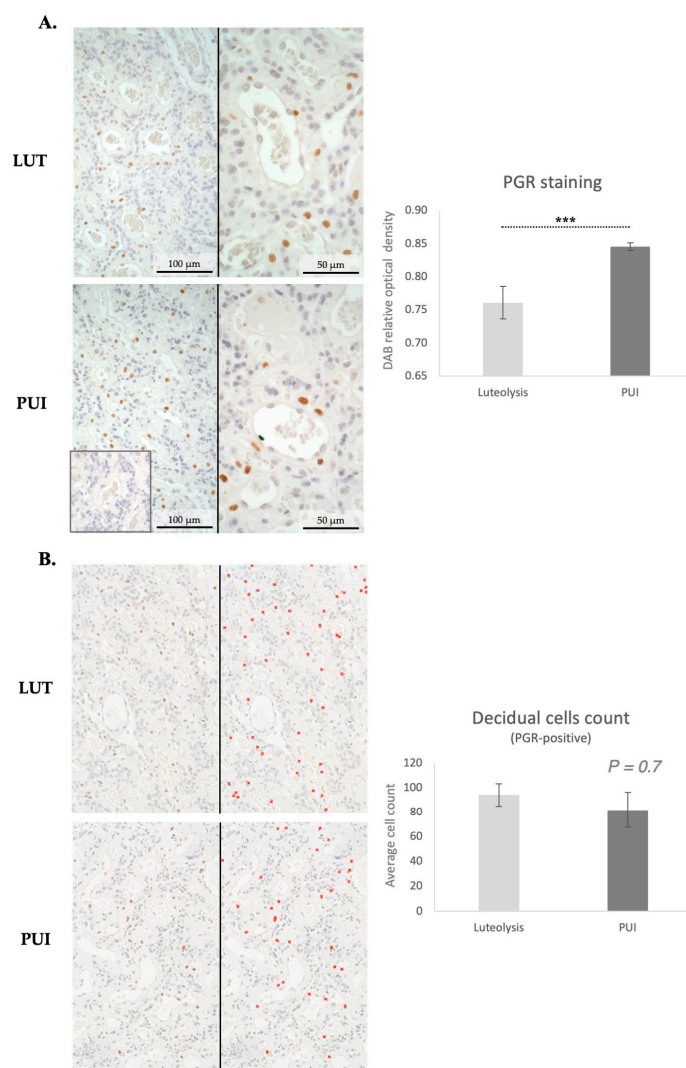 A.
LUT
100 µm
50 µm
PUI
100 µm
50 µm
PGR staining
***
0.90
0.85
0.80
0.75
0.70
0.65
DAB relative optical density
Luteolysis
PUI
B.
LUT
PUI
Decidual cells count
(PGR-positive)
P = 0.7
120
100
80
60
40
20
0
Average cell count
Luteolysis
PUI